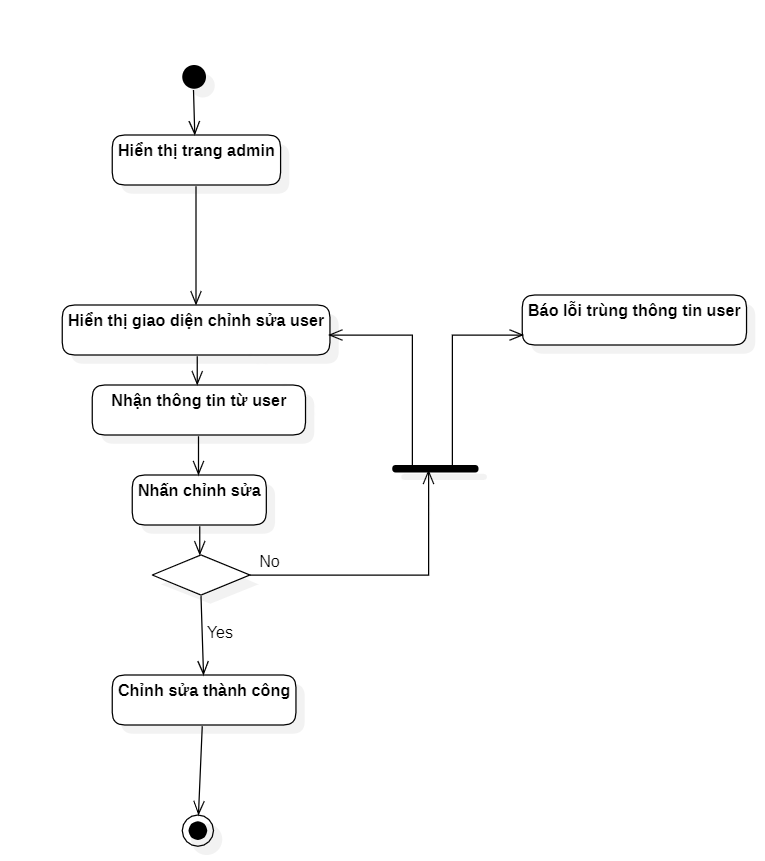 Hiển thị trang admin
Hiển thị giao diện chỉnh sửa user
Báo lỗi trùng thông tin user
Nhận thông tin từ user
Nhấn chỉnh sửa
No
Yes
Chỉnh sửa thành công